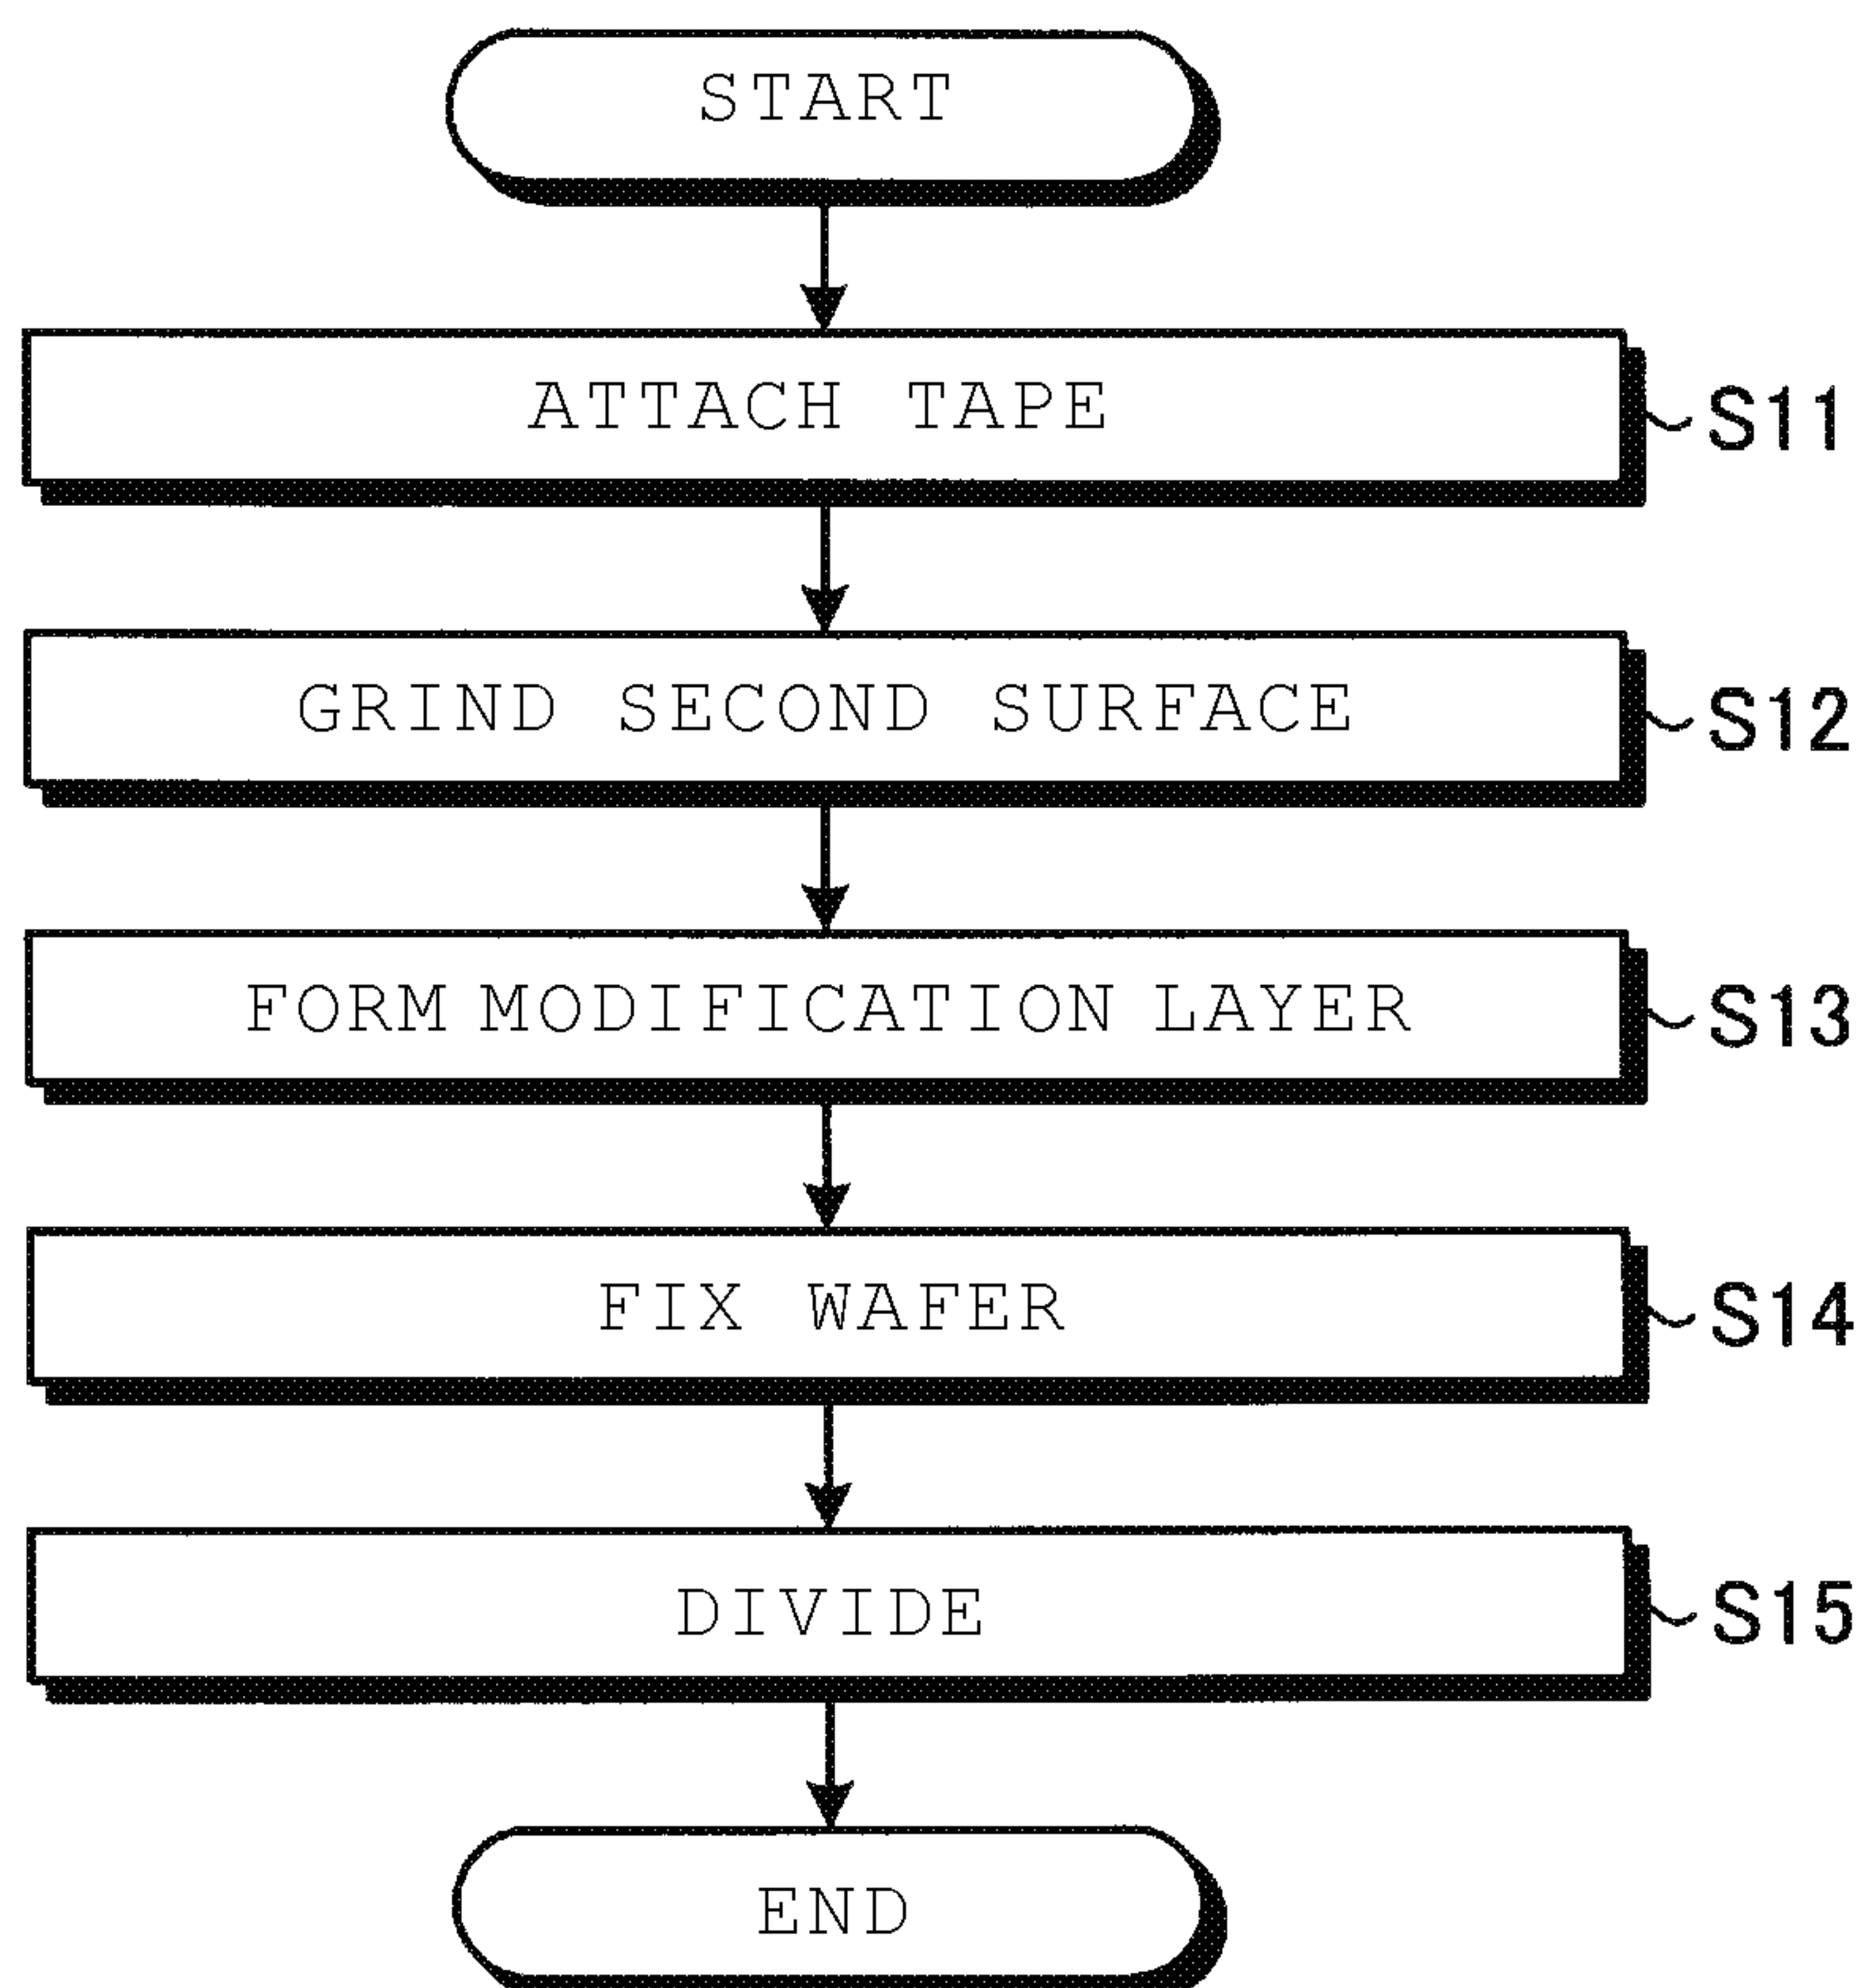 START
ATTACH TAPE
S11
GRIND SECOND SURFACE
S12
FORM MODIFICATION LAYER
S13
FIX WAFER
S14
DIVIDE
S15
END